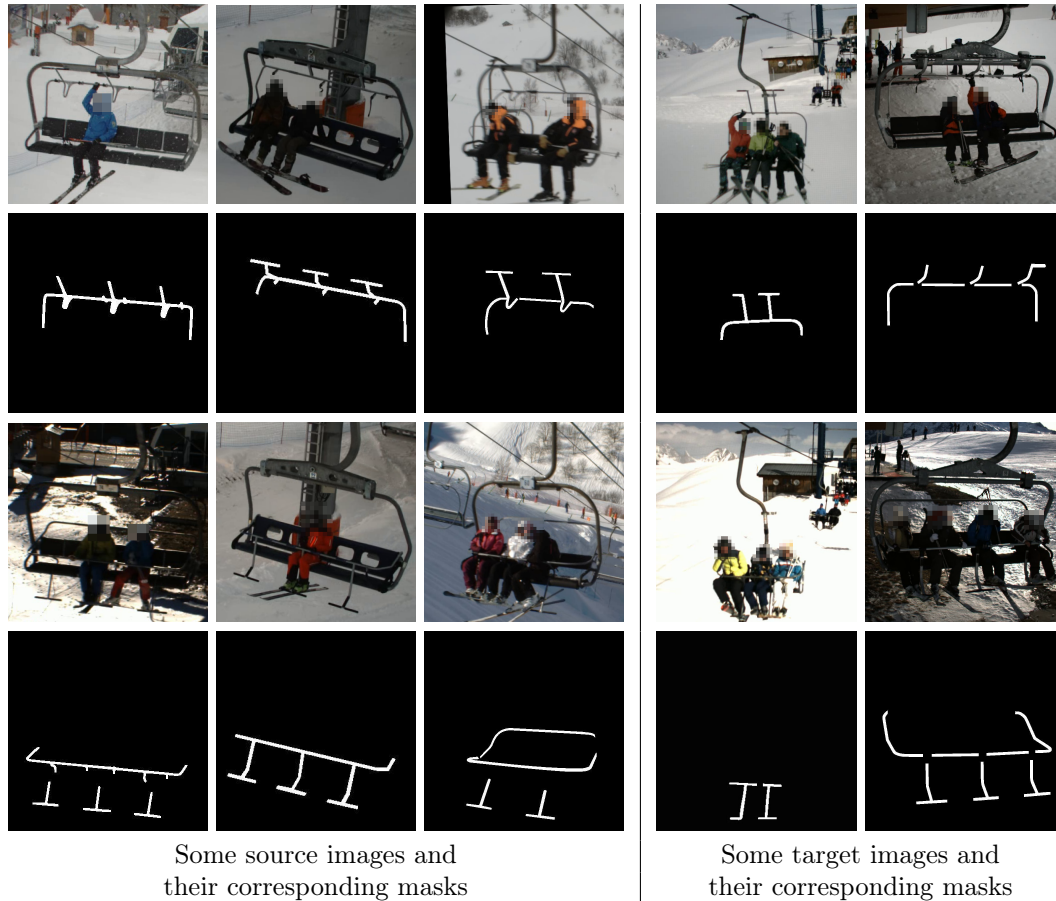 Some source images and
their corresponding masks
Some target images and
their corresponding masks